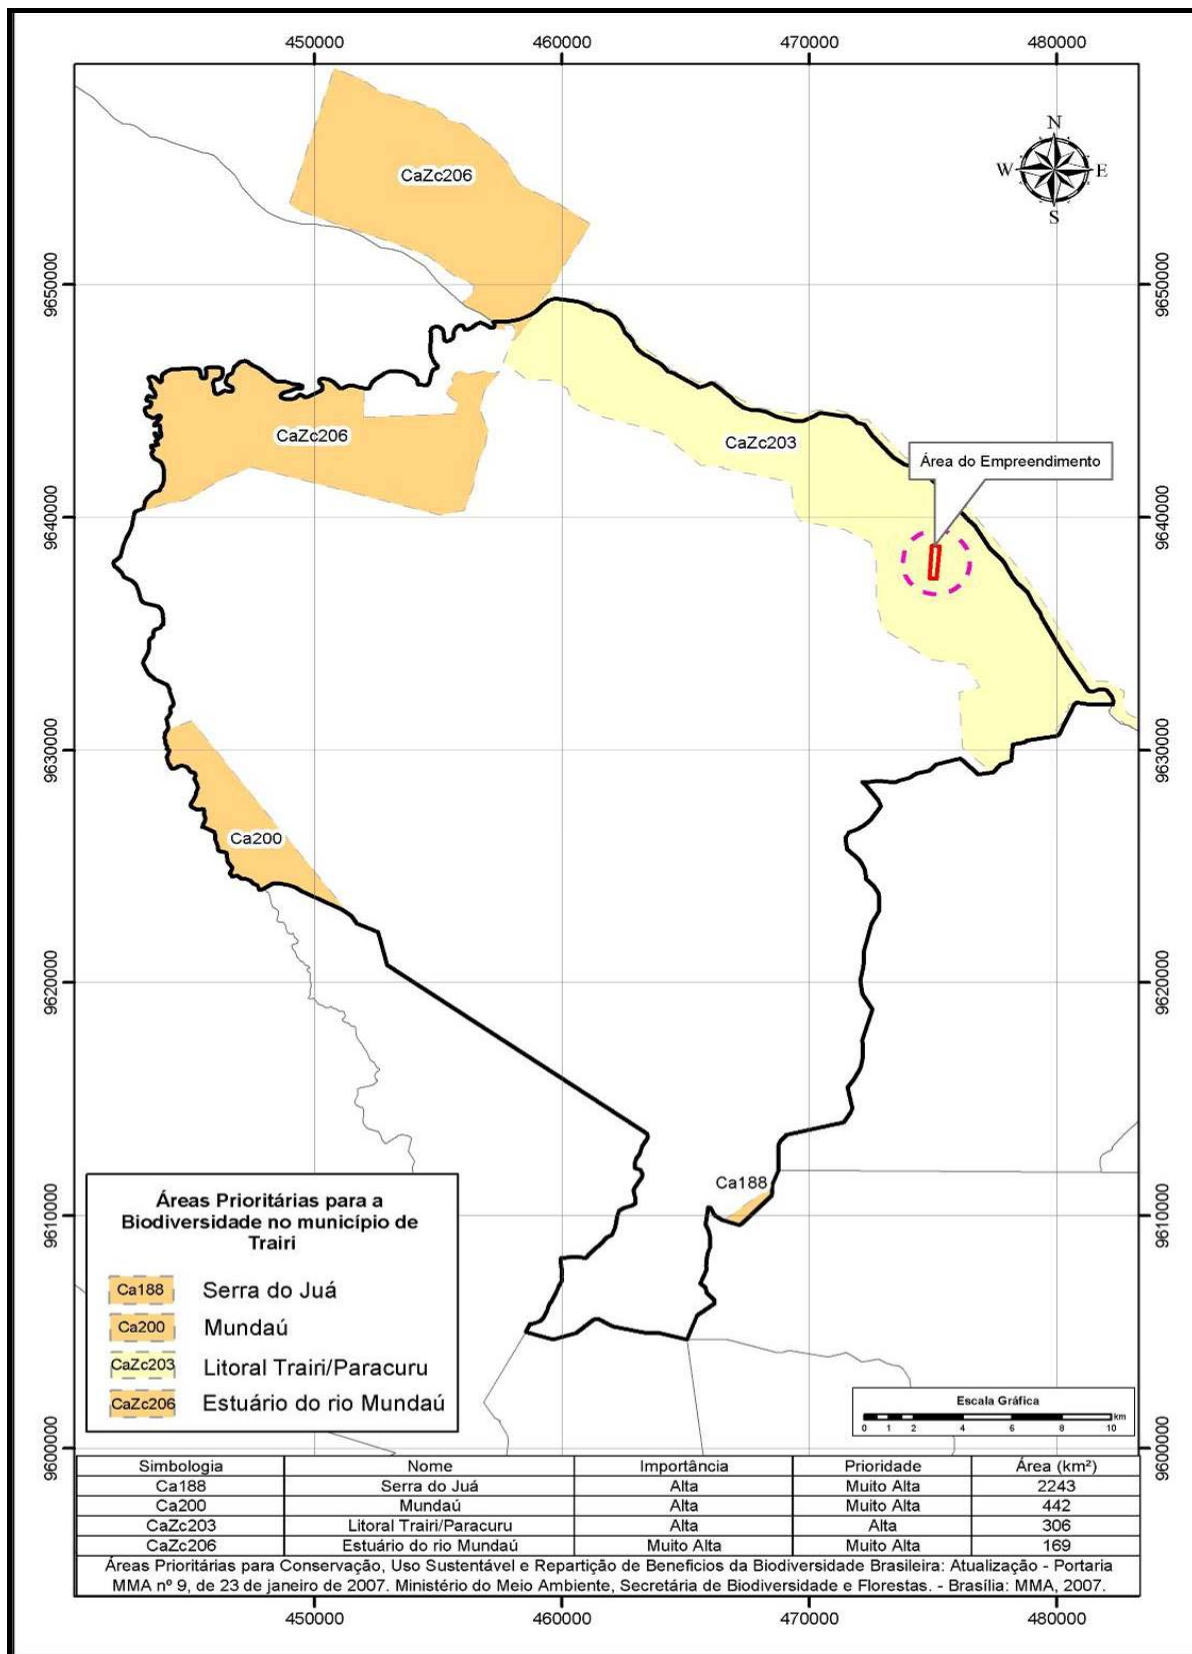 450000 460000 470000 480000
N
W E
S
CaZc206
9650000 9650000
CaZc206
CaZc203
Área do Empreendimento
9640000 9640000
9630000 9630000
Ca200
9620000 9620000
Ca188
9610000 9610000
Áreas Prioritárias para a
Biodiversidade no município de
Trairi
Ca188 Serra do Juá
Ca200 Mundaú
CaZc203 Litoral Trairi/Paracuru
CaZc206 Estuário do rio Mundaú
Escala Gráfica
0 1 2 4 6 8 10 km
9600000 9600000
Simbologia Nome Importância Prioridade Área (km²)
Ca188 Serra do Juá Alta Muito Alta 2243
Ca200 Mundaú Alta Muito Alta 442
CaZc203 Litoral Trairi/Paracuru Alta Alta 306
CaZc206 Estuário do rio Mundaú Muito Alta Muito Alta 169
Áreas Prioritárias para Conservação, Uso Sustentável e Repartição de Beneficios da Biodiversidade Brasileira: Atualização - Portaria
MMA nº 9, de 23 de janeiro de 2007. Ministério do Meio Ambiente, Secretária de Biodiversidade e Florestas. - Brasília: MMA, 2007.
450000 460000 470000 480000